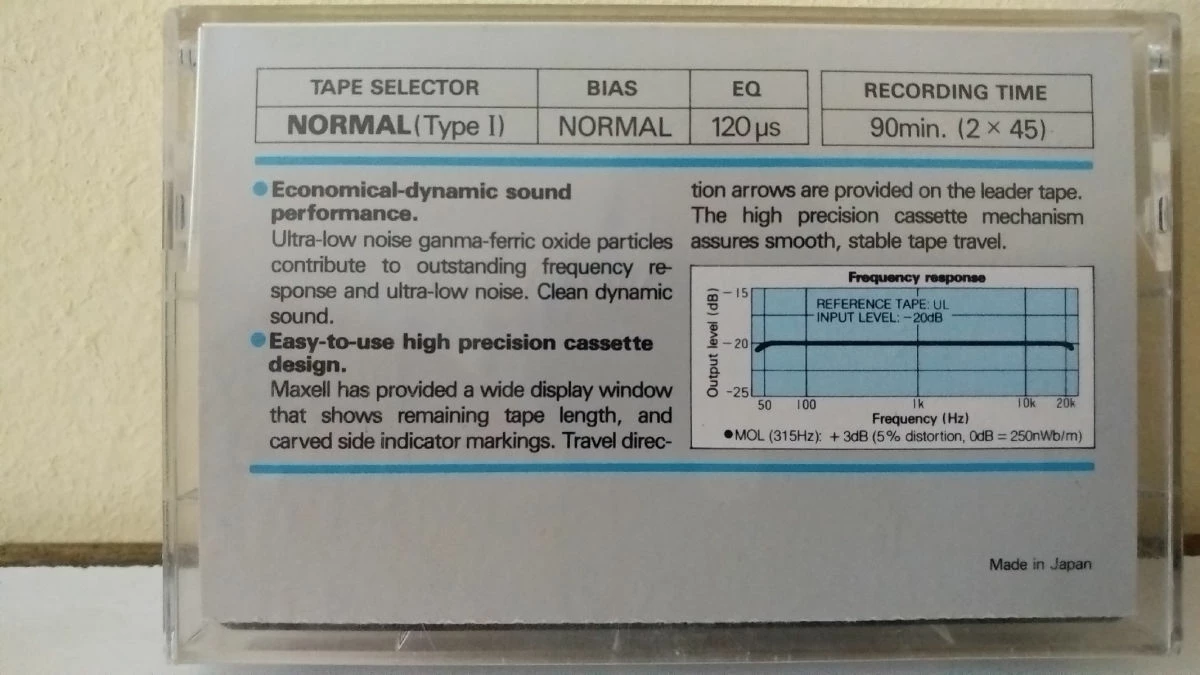 TAPE SELECTOR BIAS EQ RECORDING TIME
NORMAL (Type I) NORMAL 120 µs 90min. (2 × 45)
● Economical-dynamic sound
performance.
Ultra-low noise ganma-ferric oxide particles
contribute to outstanding frequency re-
sponse and ultra-low noise. Clean dynamic
sound.
● Easy-to-use high precision cassette
design.
Maxell has provided a wide display window
that shows remaining tape length, and
carved side indicator markings. Travel direc-
tion arrows are provided on the leader tape.
The high precision cassette mechanism
assures smooth, stable tape travel.
Frequency response
REFERENCE TAPE: UL
INPUT LEVEL: -20dB
Output level (dB)
-15
-20
-25
50 100 1k 10k 20k
Frequency (Hz)
● MOL (315Hz): + 3dB (5% distortion, 0dB = 250nWb/m)
Made in Japan